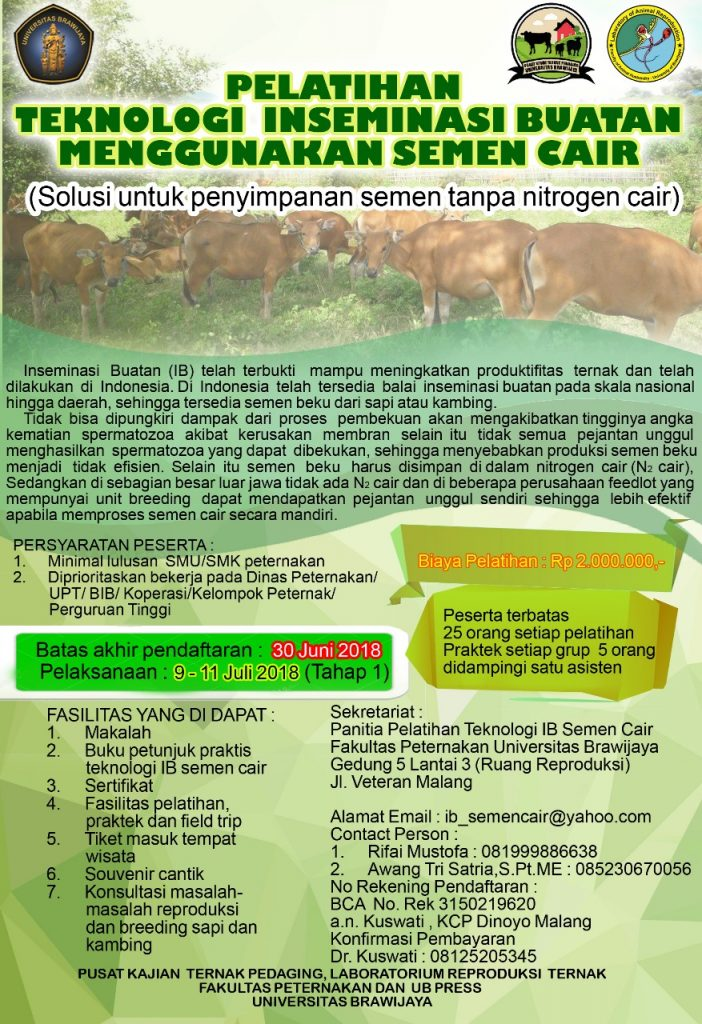 UNIVERSITAS BRAWIJAYA
UNIVERSITAS BRAWIJAYA
Laboratory of Animal Reproduction
PELATIHAN
TEKNOLOGI INSEMINASI BUATAN
MENGGUNAKAN SEMEN CAIR
(Solusi untuk penyimpanan semen tanpa nitrogen cair)
Inseminasi Buatan (IB) telah terbukti mampu meningkatkan produktifitas ternak dan telah
dilakukan di Indonesia. Di Indonesia telah tersedia balai inseminasi buatan pada skala nasional
hingga daerah, sehingga tersedia semen beku dari sapi atau kambing.
Tidak bisa dipungkiri dampak dari proses pembekuan akan mengakibatkan tingginya angka
kematian spermatozoa akibat kerusakan membran selain itu tidak semua pejantan unggul
menghasilkan spermatozoa yang dapat dibekukan, sehingga menyebabkan produksi semen beku
menjadi tidak efisien. Selain itu semen beku harus disimpan di dalam nitrogen cair (N₂ cair),
Sedangkan di sebagian besar luar jawa tidak ada N₂ cair dan di beberapa perusahaan feedlot yang
mempunyai unit breeding dapat mendapatkan pejantan unggul sendiri sehingga lebih efektif
apabila memproses semen cair secara mandiri.
PERSYARATAN PESERTA :
1. Minimal lulusan SMU/SMK peternakan
2. Diprioritaskan bekerja pada Dinas Peternakan/
UPT/ BIB/ Koperasi/Kelompok Peternak/
Perguruan Tinggi
Biaya Pelatihan : Rp 2.000.000,-
Peserta terbatas
25 orang setiap pelatihan
Praktek setiap grup 5 orang
didampingi satu asisten
Batas akhir pendaftaran : 30 Juni 2018
Pelaksanaan : 9 - 11 Juli 2018 (Tahap 1)
FASILITAS YANG DI DAPAT :
1. Makalah
2. Buku petunjuk praktis
teknologi IB semen cair
3. Sertifikat
4. Fasilitas pelatihan,
praktek dan field trip
5. Tiket masuk tempat
wisata
6. Souvenir cantik
7. Konsultasi masalah-
masalah reproduksi
dan breeding sapi dan
kambing
Sekretariat :
Panitia Pelatihan Teknologi IB Semen Cair
Fakultas Peternakan Universitas Brawijaya
Gedung 5 Lantai 3 (Ruang Reproduksi)
Jl. Veteran Malang
Alamat Email : ib_semencair@yahoo.com
Contact Person :
1. Rifai Mustofa : 081999886638
2. Awang Tri Satria,S.Pt.ME : 085230670056
No Rekening Pendaftaran :
BCA No. Rek 3150219620
a.n. Kuswati , KCP Dinoyo Malang
Konfirmasi Pembayaran
Dr. Kuswati : 08125205345
PUSAT KAJIAN TERNAK PEDAGING, LABORATORIUM REPRODUKSI TERNAK
FAKULTAS PETERNAKAN DAN UB PRESS
UNIVERSITAS BRAWIJAYA